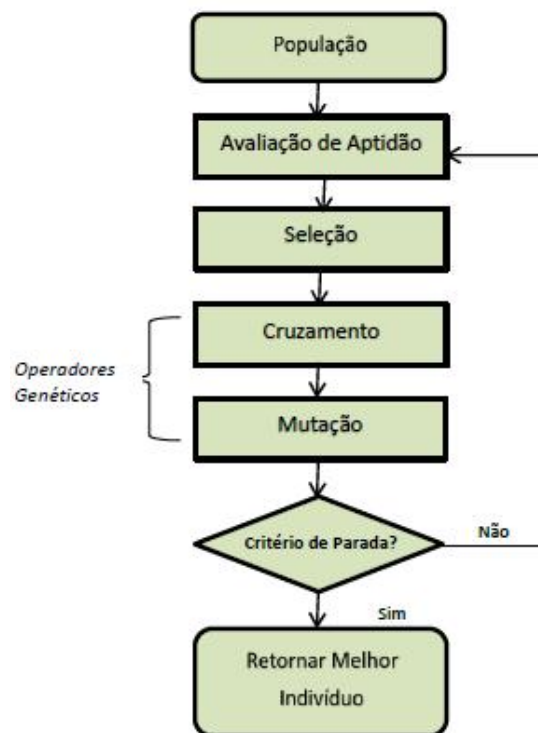 População
Avaliação de Aptidão
Seleção
Cruzamento
Operadores
Genéticos
Mutação
Critério de Parada?
Não
Sim
Retornar Melhor
Indivíduo